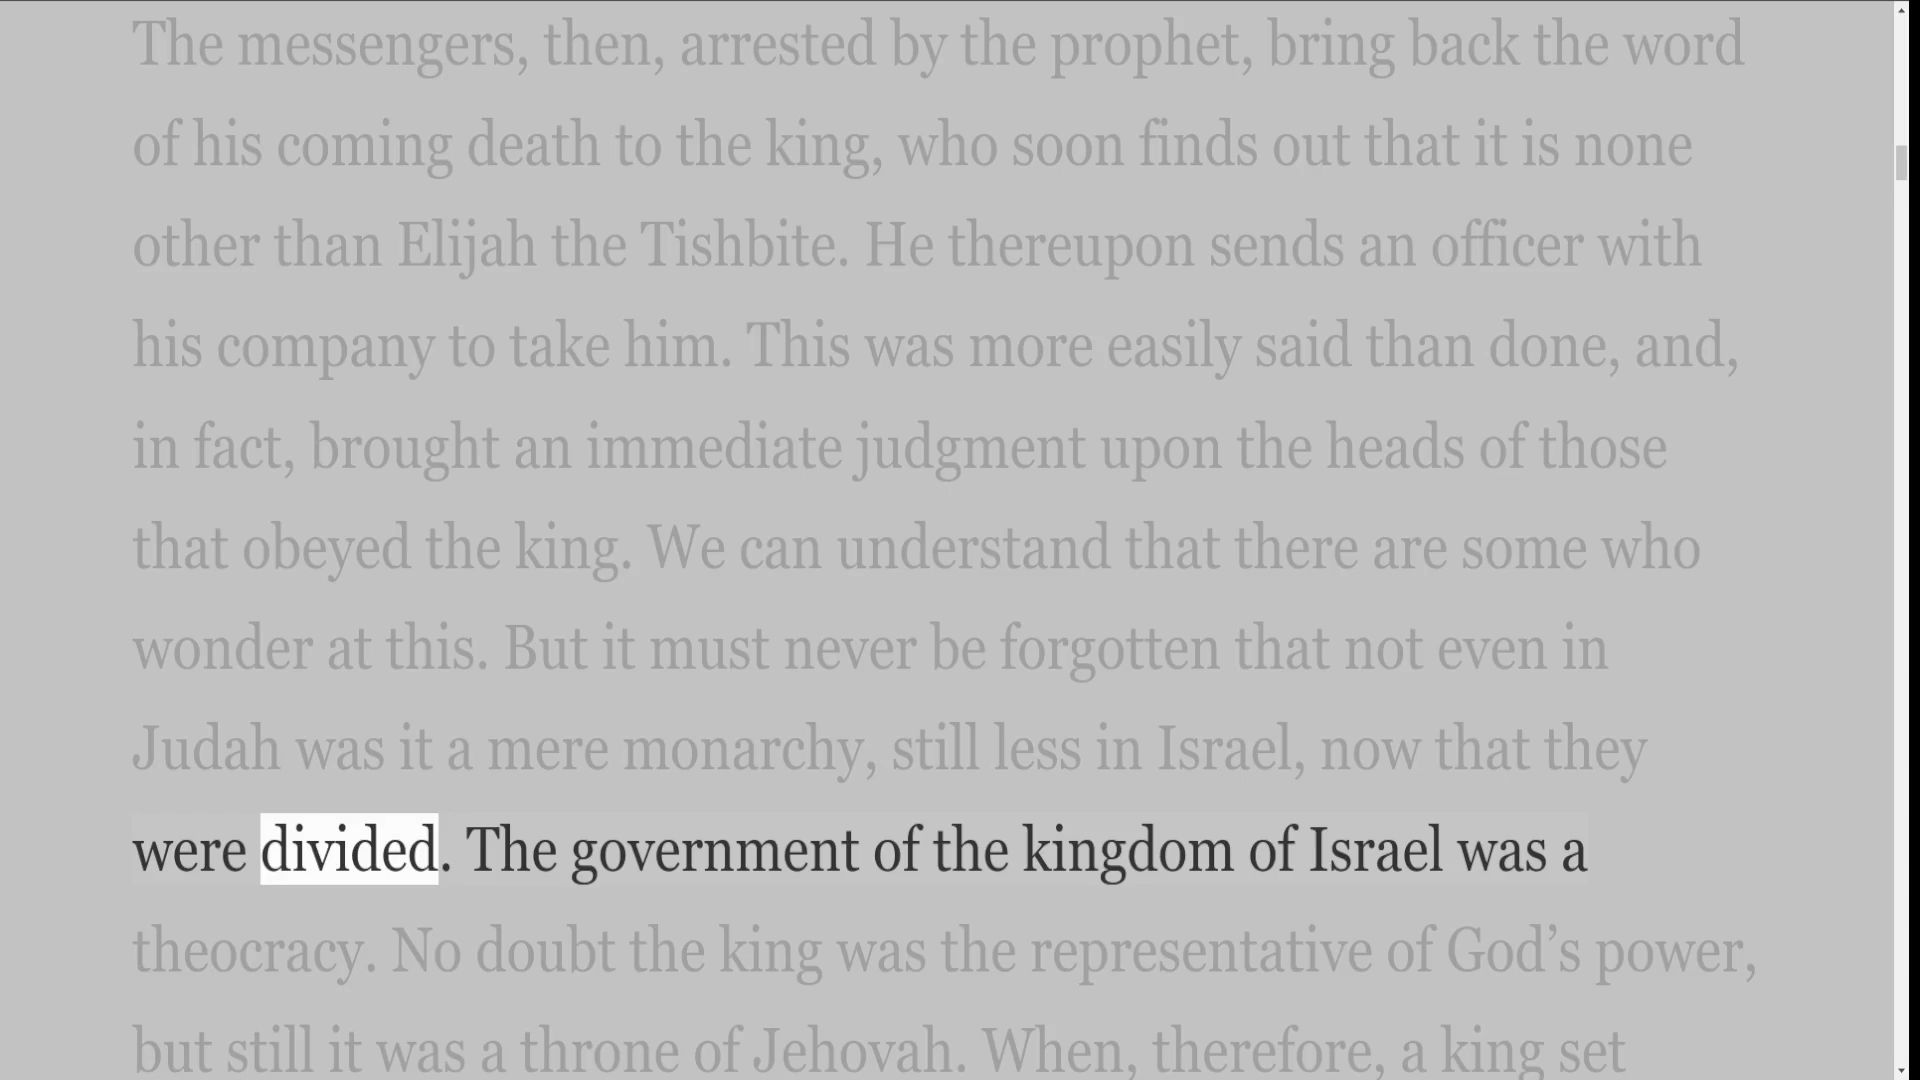 The messengers, then, arrested by the prophet, bring back the word
of his coming death to the king, who soon finds out that it is none
other than Elijah the Tishbite. He thereupon sends an officer with
his company to take him. This was more easily said than done, and,
in fact, brought an immediate judgment upon the heads of those
that obeyed the king. We can understand that there are some who
wonder at this. But it must never be forgotten that not even in
Judah was it a mere monarchy, still less in Israel, now that they
were divided. The government of the kingdom of Israel was a
theocracy. No doubt the king was the representative of God’s power,
but still it was a throne of Jehovah. When, therefore, a king set